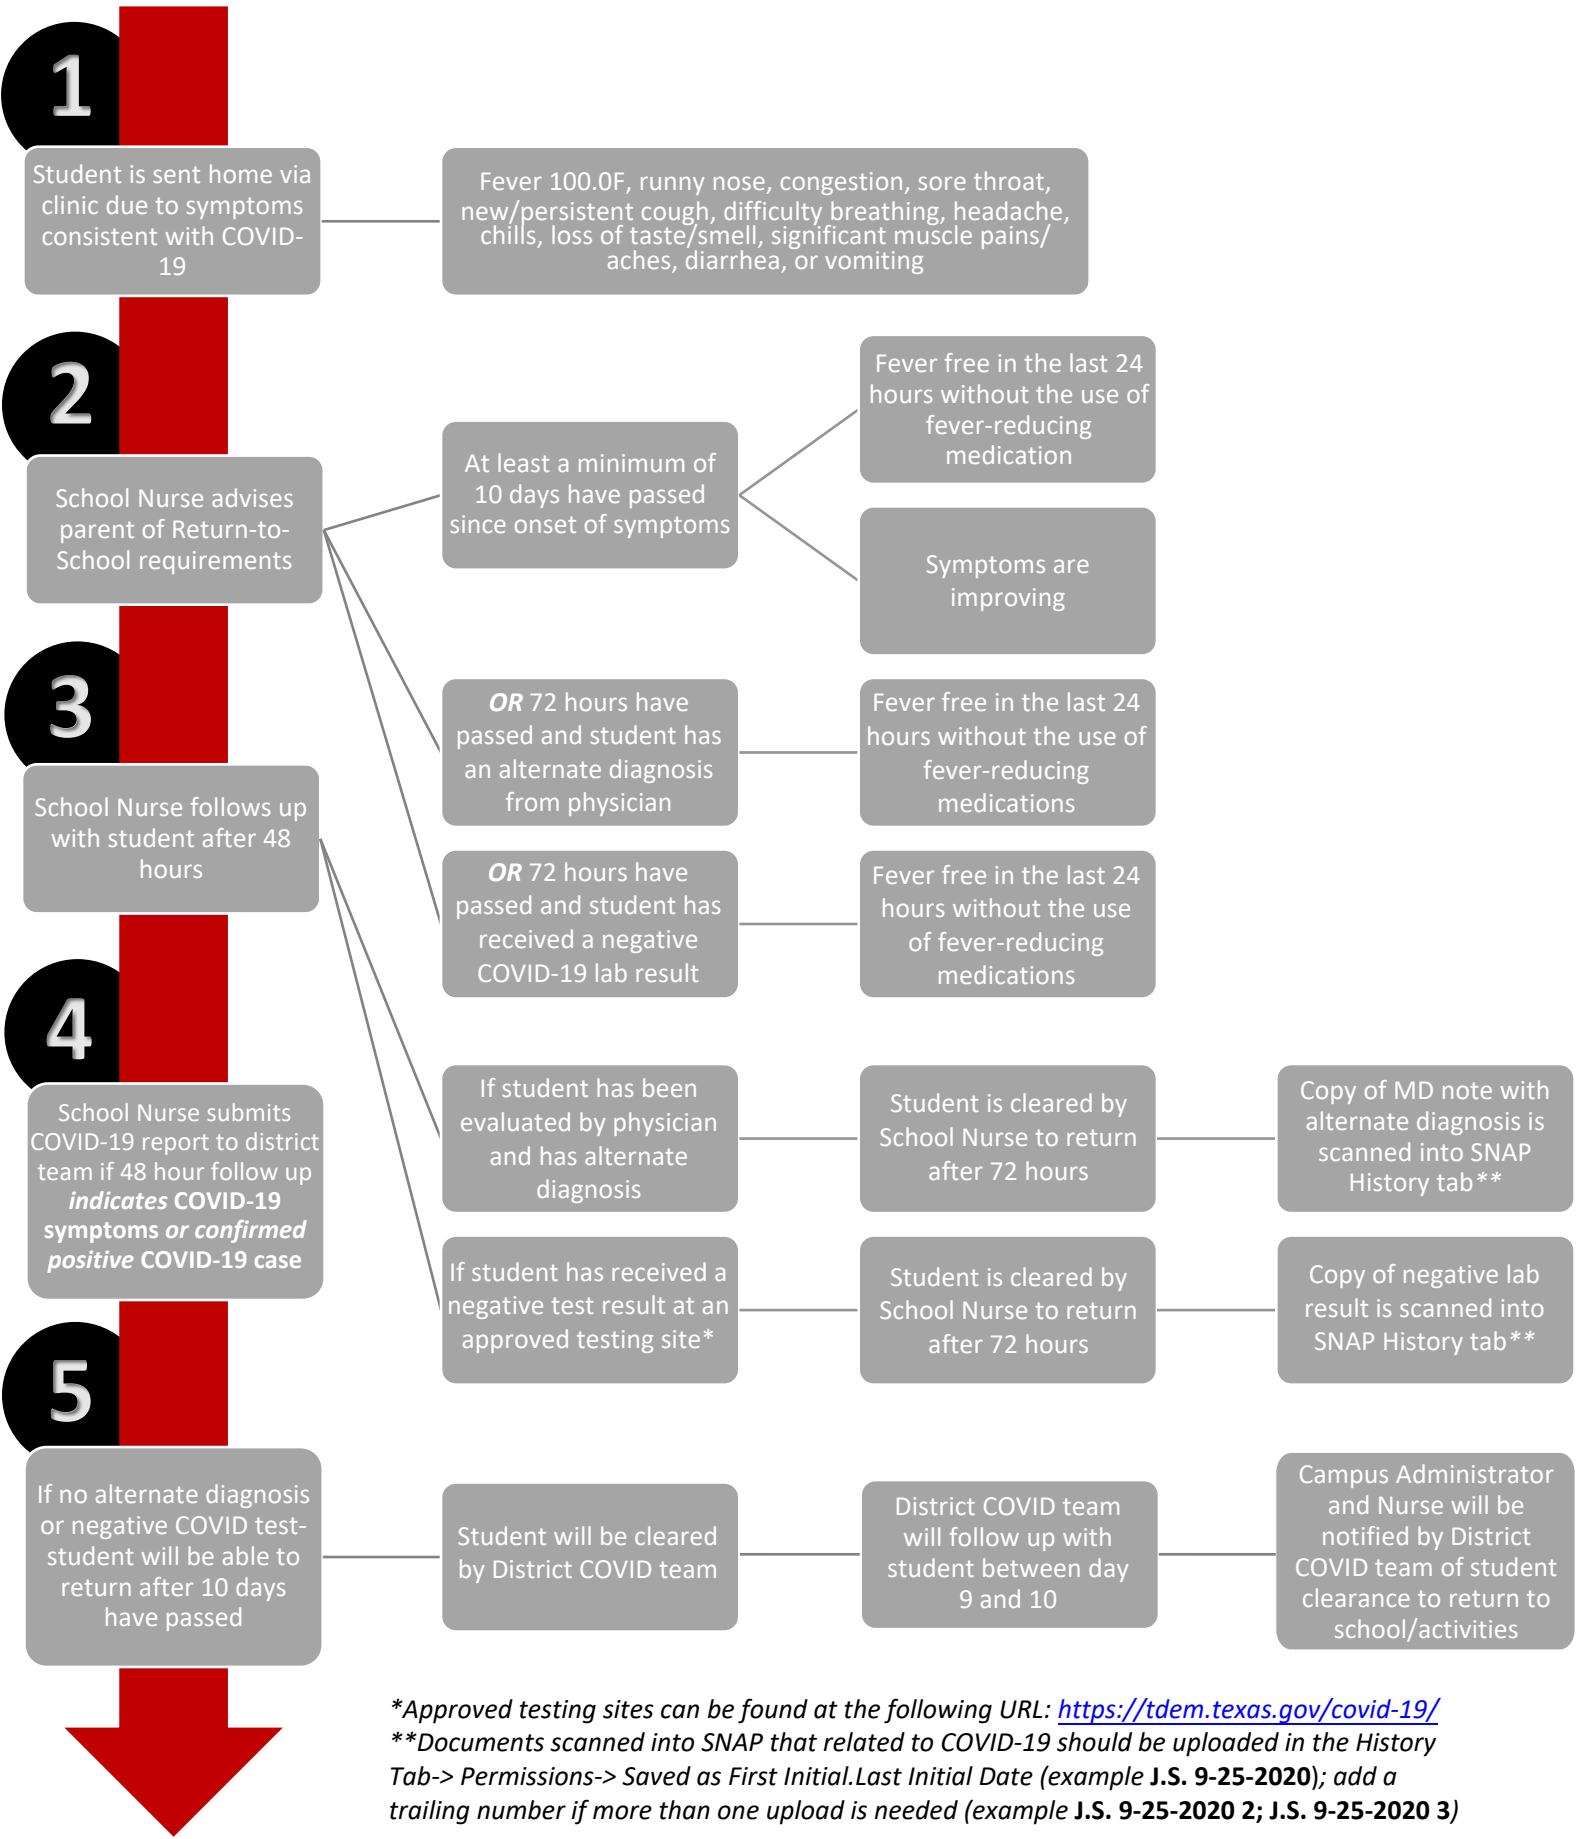 1
Student is sent home via
clinic due to symptoms
consistent with COVID-
19
Fever 100.0F, runny nose, congestion, sore throat,
new/persistent cough, difficulty breathing, headache,
chills, loss of taste/smell, significant muscle pains/
aches, diarrhea, or vomiting
2
School Nurse advises
parent of Return-to-
School requirements
At least a minimum of
10 days have passed
since onset of symptoms
Fever free in the last 24
hours without the use of
fever-reducing
medication
Symptoms are
improving
OR 72 hours have
passed and student has
an alternate diagnosis
from physician
Fever free in the last 24
hours without the use of
fever-reducing
medications
OR 72 hours have
passed and student has
received a negative
COVID-19 lab result
Fever free in the last 24
hours without the use
of fever-reducing
medications
3
School Nurse follows up
with student after 48
hours
If student has been
evaluated by physician
and has alternate
diagnosis
Student is cleared by
School Nurse to return
after 72 hours
Copy of MD note with
alternate diagnosis is
scanned into SNAP
History tab**
If student has received a
negative test result at an
approved testing site*
Student is cleared by
School Nurse to return
after 72 hours
Copy of negative lab
result is scanned into
SNAP History tab**
4
School Nurse submits
COVID-19 report to district
team if 48 hour follow up
indicates COVID-19
symptoms or confirmed
positive COVID-19 case
5
If no alternate diagnosis
or negative COVID test-
student will be able to
return after 10 days
have passed
Student will be cleared
by District COVID team
District COVID team
will follow up with
student between day
9 and 10
Campus Administrator
and Nurse will be
notified by District
COVID team of student
clearance to return to
school/activities
*Approved testing sites can be found at the following URL: https://tdem.texas.gov/covid-19/
**Documents scanned into SNAP that related to COVID-19 should be uploaded in the History
Tab-> Permissions-> Saved as First Initial.Last Initial Date (example J.S. 9-25-2020); add a
trailing number if more than one upload is needed (example J.S. 9-25-2020 2; J.S. 9-25-2020 3)